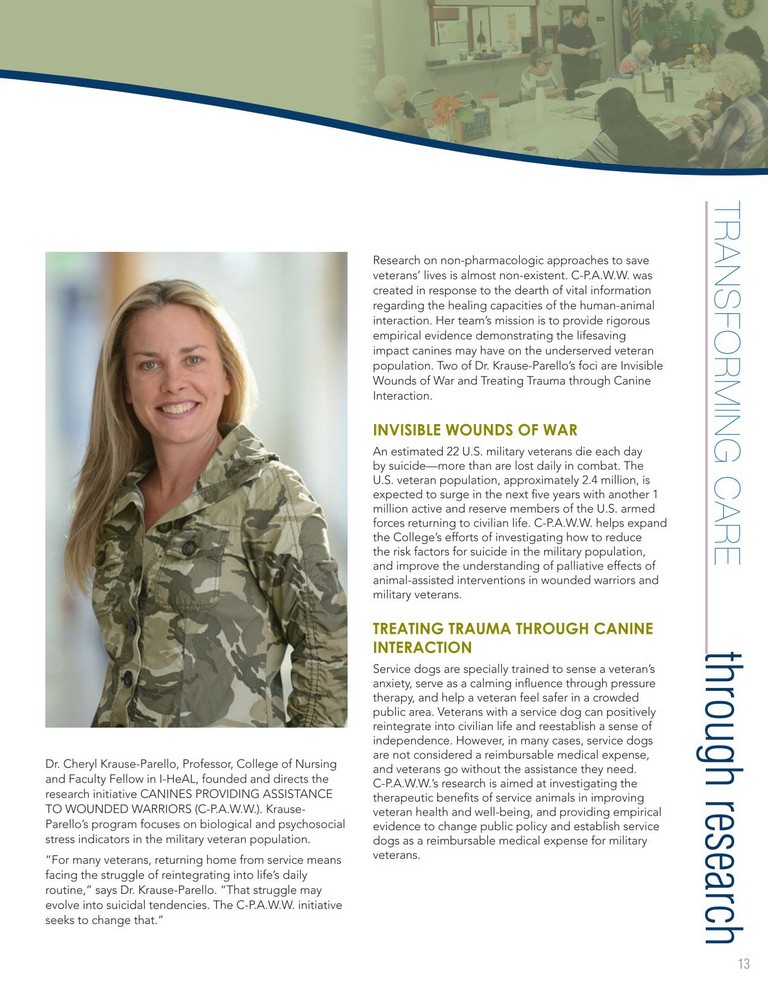 Research on non-pharmacologic approaches to save
veterans’ lives is almost non-existent. C-P.A.W.W. was
created in response to the dearth of vital information
regarding the healing capacities of the human-animal
interaction. Her team’s mission is to provide rigorous
empirical evidence demonstrating the lifesaving
impact canines may have on the underserved veteran
population. Two of Dr. Krause-Parello’s foci are Invisible
Wounds of War and Treating Trauma through Canine
Interaction.
INVISIBLE WOUNDS OF WAR
An estimated 22 U.S. military veterans die each day
by suicide—more than are lost daily in combat. The
U.S. veteran population, approximately 2.4 million, is
expected to surge in the next five years with another 1
million active and reserve members of the U.S. armed
forces returning to civilian life. C-P.A.W.W. helps expand
the College’s efforts of investigating how to reduce
the risk factors for suicide in the military population,
and improve the understanding of palliative effects of
animal-assisted interventions in wounded warriors and
military veterans.
TREATING TRAUMA THROUGH CANINE
INTERACTION
Service dogs are specially trained to sense a veteran’s
anxiety, serve as a calming influence through pressure
therapy, and help a veteran feel safer in a crowded
public area. Veterans with a service dog can positively
reintegrate into civilian life and reestablish a sense of
independence. However, in many cases, service dogs
are not considered a reimbursable medical expense,
and veterans go without the assistance they need.
C-P.A.W.W.’s research is aimed at investigating the
therapeutic benefits of service animals in improving
veteran health and well-being, and providing empirical
evidence to change public policy and establish service
dogs as a reimbursable medical expense for military
veterans.
Dr. Cheryl Krause-Parello, Professor, College of Nursing
and Faculty Fellow in I-HeAL, founded and directs the
research initiative CANINES PROVIDING ASSISTANCE
TO WOUNDED WARRIORS (C-P.A.W.W.). Krause-
Parello’s program focuses on biological and psychosocial
stress indicators in the military veteran population.
“For many veterans, returning home from service means
facing the struggle of reintegrating into life’s daily
routine,” says Dr. Krause-Parello. “That struggle may
evolve into suicidal tendencies. The C-P.A.W.W. initiative
seeks to change that.”
TRANSFORMING CARE
through research
13